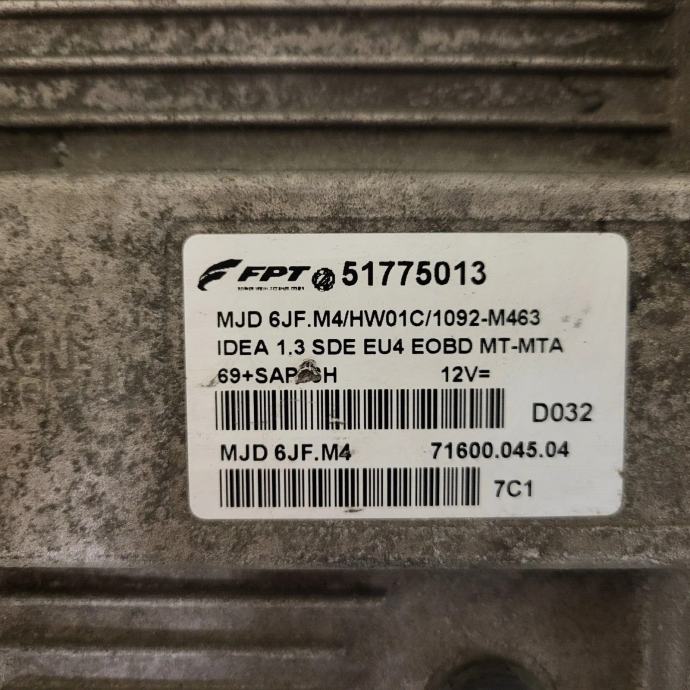 FPT 51775013
MJD 6JF.M4/HW01C/1092-M463
IDEA 1.3 SDE EU4 EOBD MT-MTA
12V=
D032
MJD 6JF.M4 71600.045.04
7C1